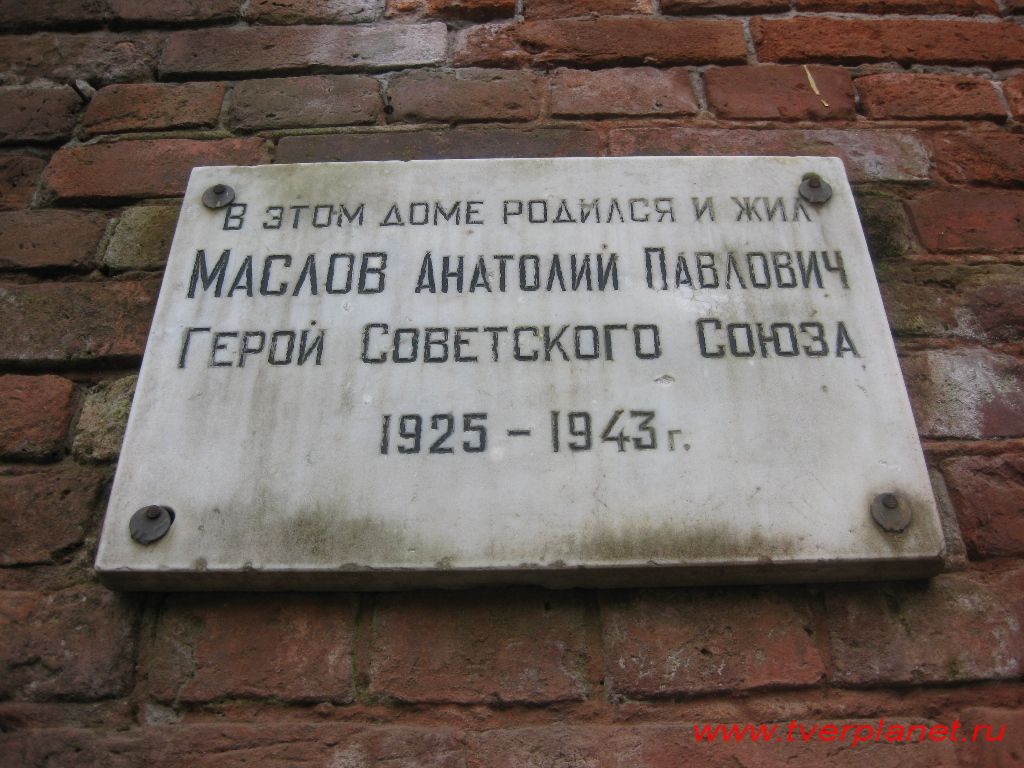 В ЭТОМ ДОМЕ РОДИЛСЯ И ЖИЛ
МАСЛОВ АНАТОЛИЙ ПАВЛОВИЧ
ГЕРОЙ СОВЕТСКОГО СОЮЗА
1925 – 1943 г.
www.tverplanet.ru